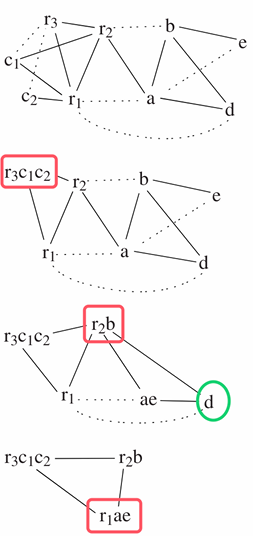 r₃ r₂ b e
c₁
c₂ r₁ a d
r₃c₁c₂ r₂ b e
r₁ a d
r₃c₁c₂ r₂b
r₁ ae d
r₃c₁c₂ r₂b
r₁ae